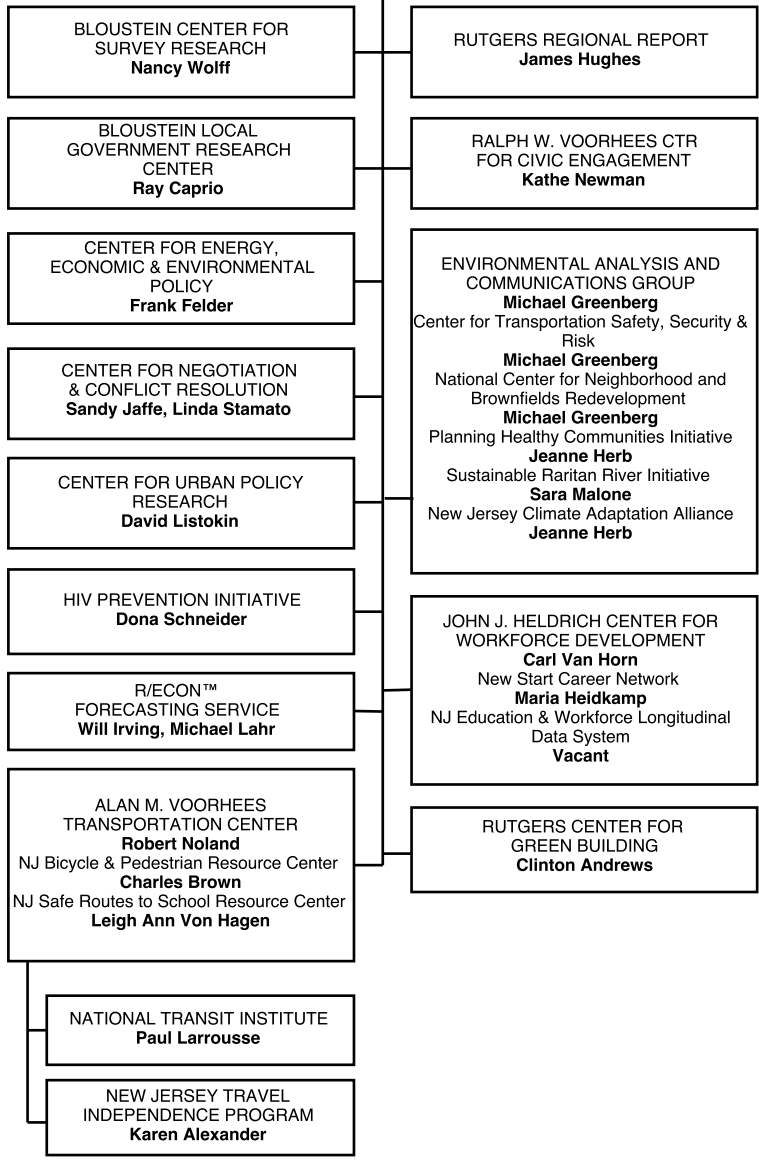 BLOUSTEIN CENTER FOR
SURVEY RESEARCH
Nancy Wolff
BLOUSTEIN LOCAL
GOVERNMENT RESEARCH
CENTER
Ray Caprio
CENTER FOR ENERGY,
ECONOMIC & ENVIRONMENTAL
POLICY
Frank Felder
CENTER FOR NEGOTIATION
& CONFLICT RESOLUTION
Sandy Jaffe, Linda Stamato
CENTER FOR URBAN POLICY
RESEARCH
David Listokin
HIV PREVENTION INITIATIVE
Dona Schneider
R/ECON™
FORECASTING SERVICE
Will Irving, Michael Lahr
ALAN M. VOORHEES
TRANSPORTATION CENTER
Robert Noland
NJ Bicycle & Pedestrian Resource Center
Charles Brown
NJ Safe Routes to School Resource Center
Leigh Ann Von Hagen
NATIONAL TRANSIT INSTITUTE
Paul Larrousse
NEW JERSEY TRAVEL
INDEPENDENCE PROGRAM
Karen Alexander
RUTGERS REGIONAL REPORT
James Hughes
RALPH W. VOORHEES CTR
FOR CIVIC ENGAGEMENT
Kathe Newman
ENVIRONMENTAL ANALYSIS AND
COMMUNICATIONS GROUP
Michael Greenberg
Center for Transportation Safety, Security &
Risk
Michael Greenberg
National Center for Neighborhood and
Brownfields Redevelopment
Michael Greenberg
Planning Healthy Communities Initiative
Jeanne Herb
Sustainable Raritan River Initiative
Sara Malone
New Jersey Climate Adaptation Alliance
Jeanne Herb
JOHN J. HELDRICH CENTER FOR
WORKFORCE DEVELOPMENT
Carl Van Horn
New Start Career Network
Maria Heidkamp
NJ Education & Workforce Longitudinal
Data System
Vacant
RUTGERS CENTER FOR
GREEN BUILDING
Clinton Andrews